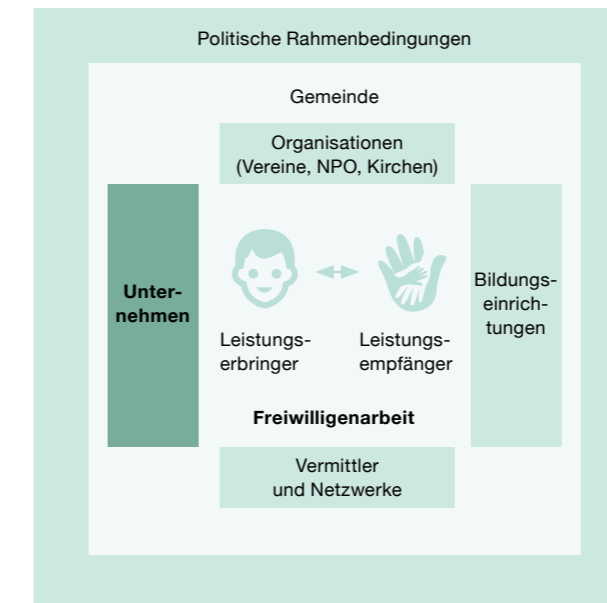 Politische Rahmenbedingungen
Gemeinde
Organisationen
(Vereine, NPO, Kirchen)
Unter-
nehmen
Leistungs-
erbringer
Leistungs-
empfänger
Bildungs-
einrich-
tungen
Freiwilligenarbeit
Vermittler
und Netzwerke